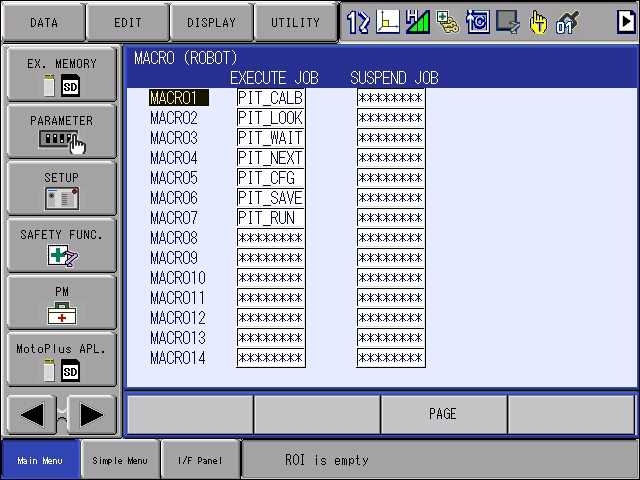 DATA EDIT DISPLAY UTILITY
EX. MEMORY
SD
PARAMETER
SETUP
SAFETY FUNC.
PM
MotoPlus APL.
SD
MACRO (ROBOT)
EXECUTE JOB SUSPEND JOB
MACRO1 PIT_CALB ********
MACRO2 PIT_LOOK ********
MACRO3 PIT_WAIT ********
MACRO4 PIT_NEXT ********
MACRO5 PIT_CFG ********
MACRO6 PIT_SAVE ********
MACRO7 PIT_RUN ********
MACRO8 ******** ********
MACRO9 ******** ********
MACRO10 ******** ********
MACRO11 ******** ********
MACRO12 ******** ********
MACRO13 ******** ********
MACRO14 ******** ********
PAGE
Main Menu Simple Menu I/F Panel ROI is empty